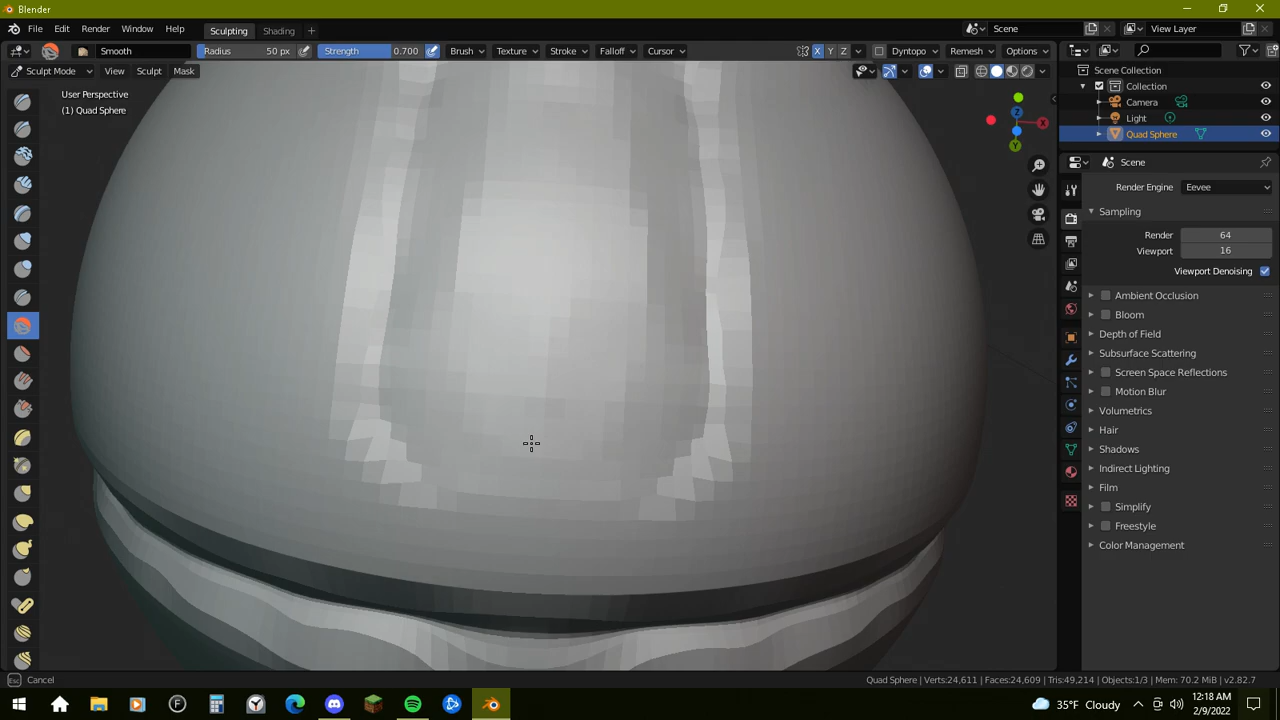 Blender
File Edit Render Window Help Sculpting Shading + Scene View Layer
Smooth Radius 50 px Strength 0.700 Brush Texture Stroke Falloff Cursor X Y Z Dyntopo Remesh Options
Sculpt Mode View Sculpt Mask
User Perspective
(1) Quad Sphere
Z
X
Y
Scene Collection
Collection
Camera
Light
Quad Sphere
Scene
Render Engine Eevee
Sampling
Render 64
Viewport 16
Viewport Denoising
Ambient Occlusion
Bloom
Depth of Field
Subsurface Scattering
Screen Space Reflections
Motion Blur
Volumetrics
Hair
Shadows
Indirect Lighting
Film
Simplify
Freestyle
Color Management
Esc Cancel Quad Sphere | Verts:24,611 | Faces:24,609 | Tris:49,214 | Objects:1/3 | Mem: 70.2 MiB | v2.82.7
F 35°F Cloudy 12:18 AM
2/9/2022